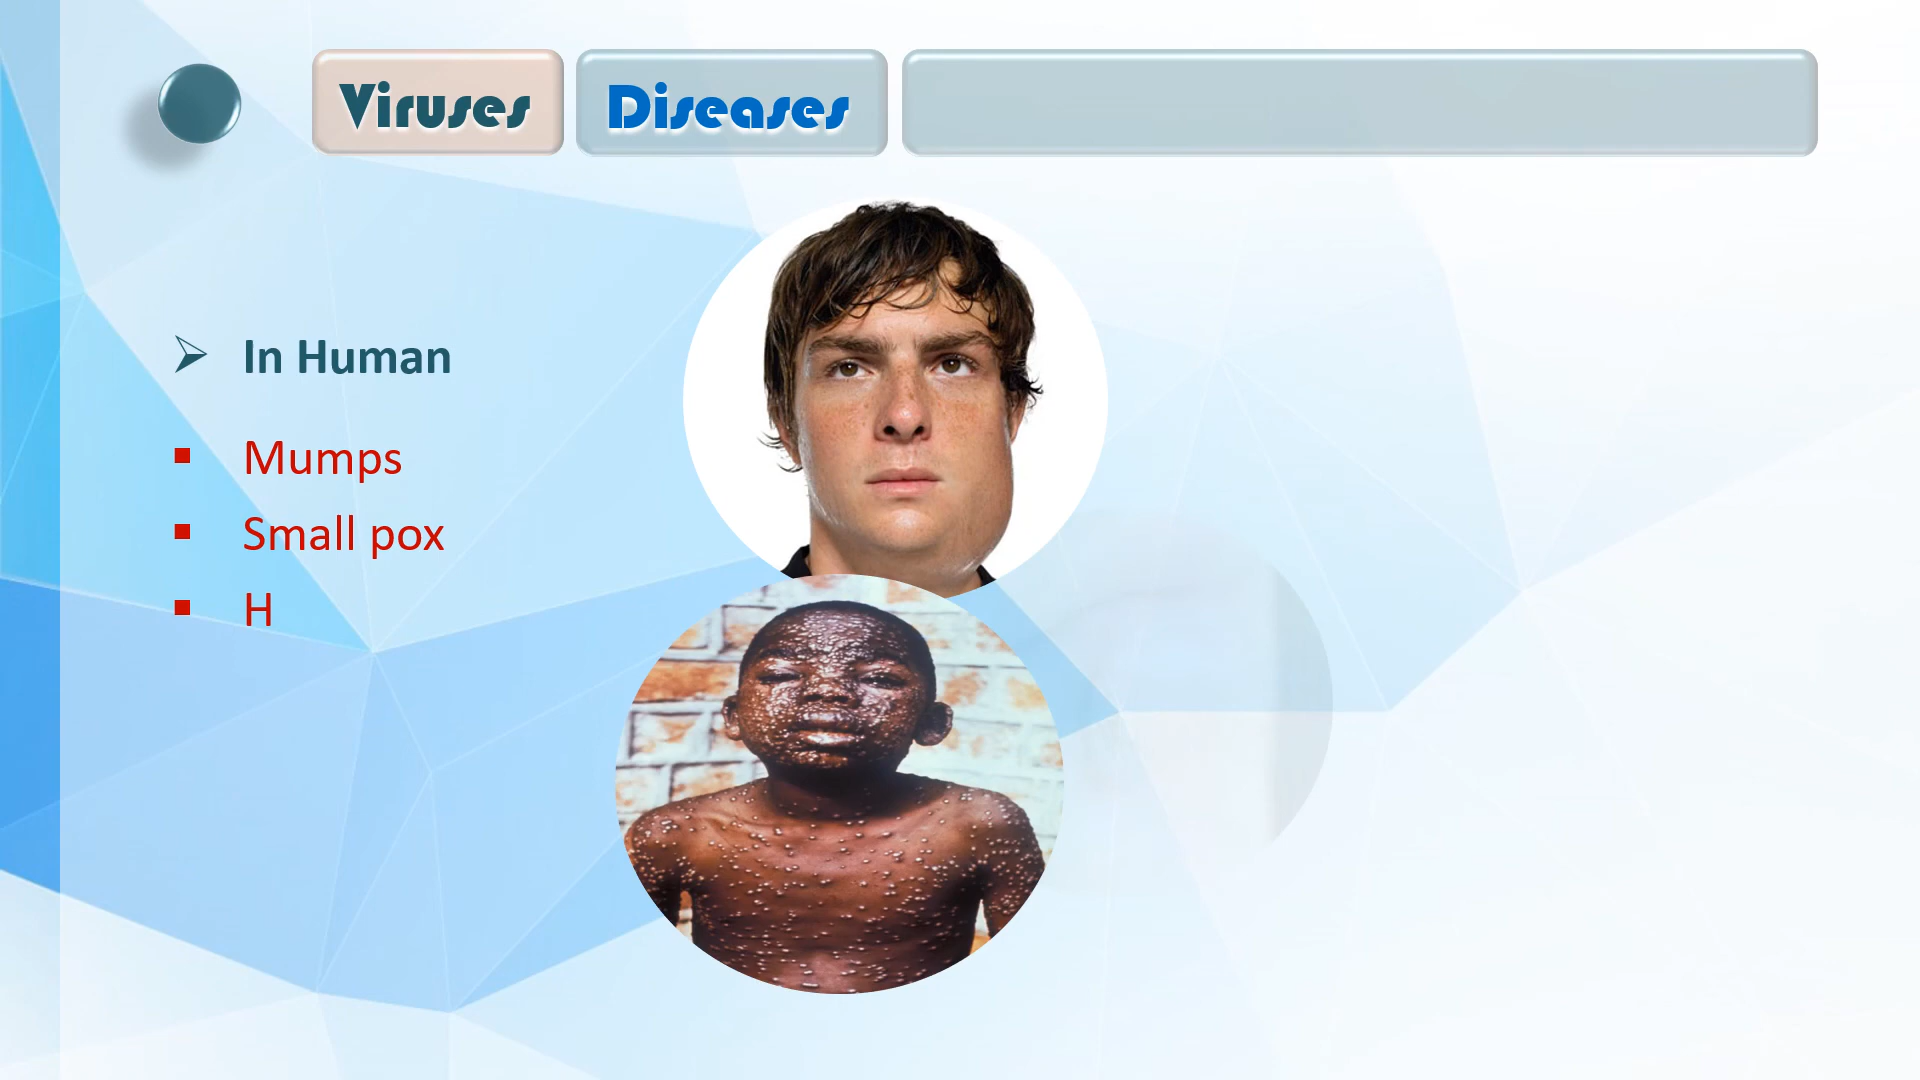 Viruses Diseases
In Human
Mumps
Small pox
H